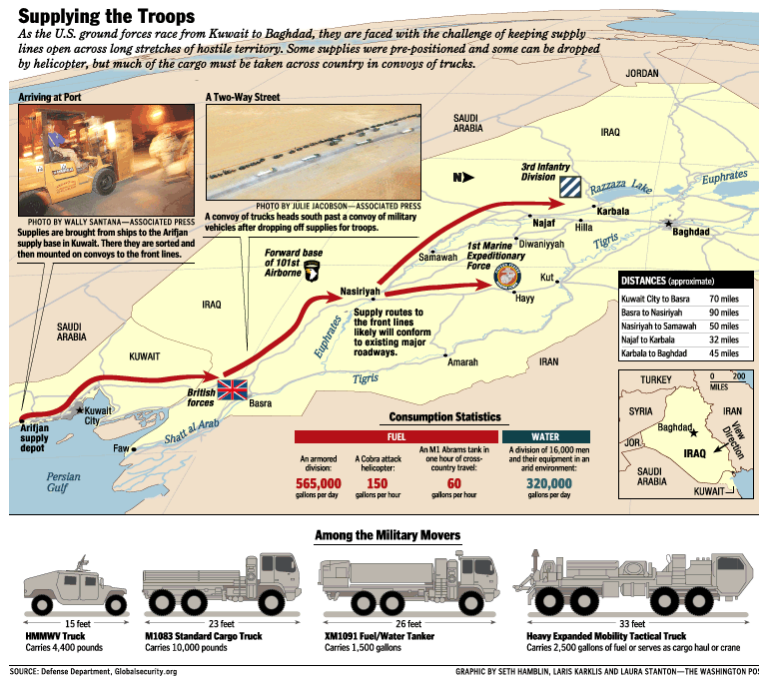 Supplying the Troops
As the U.S. ground forces race from Kuwait to Baghdad, they are faced with the challenge of keeping supply
lines open across long stretches of hostile territory. Some supplies were pre-positioned and some can be dropped
by helicopter, but much of the cargo must be taken across country in convoys of trucks.
Arriving at Port
PHOTO BY WALLY SANTANA—ASSOCIATED PRESS
Supplies are brought from ships to the Arifjan
supply base in Kuwait. There they are sorted and
then mounted on convoys to the front lines.
A Two-Way Street
PHOTO BY JULIE JACOBSON—ASSOCIATED PRESS
A convoy of trucks heads south past a convoy of military
vehicles after dropping off supplies for troops.
JORDAN
SAUDI
ARABIA
IRAQ
N
3rd Infantry
Division
Razzaza Lake
Euphrates
Karbala
Najaf
Hilla
Tigris
Baghdad
Diwaniyyah
1st Marine
Expeditionary
Force
Samawah
Kut
Hayy
Forward base
of 101st
Airborne
Nasiriyah
Supply routes to
the front lines
likely will conform
to existing major
roadways.
IRAQ
Euphrates
SAUDI
ARABIA
KUWAIT
Amarah
IRAN
Tigris
British
forces
Basra
Kuwait
City
Arifjan
supply
depot
Shatt al Arab
Faw
Persian
Gulf
DISTANCES (approximate)
Kuwait City to Basra 70 miles
Basra to Nasiriyah 90 miles
Nasiriyah to Samawah 50 miles
Najaf to Karbala 32 miles
Karbala to Baghdad 45 miles
0 200
MILES
TURKEY
SYRIA
IRAN
Baghdad
View
Direction
JOR.
IRAQ
SAUDI
ARABIA
KUWAIT
Consumption Statistics
FUEL
An armored
division:
565,000
gallons per day
A Cobra attack
helicopter:
150
gallons per hour
An M1 Abrams tank in
one hour of cross-
country travel:
60
gallons per hour
WATER
A division of 16,000 men
and their equipment in an
arid environment:
320,000
gallons per day
Among the Military Movers
15 feet
HMMWV Truck
Carries 4,400 pounds
23 feet
M1083 Standard Cargo Truck
Carries 10,000 pounds
26 feet
XM1091 Fuel/Water Tanker
Carries 1,500 gallons
33 feet
Heavy Expanded Mobility Tactical Truck
Carries 2,500 gallons of fuel or serves as cargo haul or crane
SOURCE: Defense Department, Globalsecurity.org
GRAPHIC BY SETH HAMBLIN, LARIS KARKLIS AND LAURA STANTON—THE WASHINGTON POS